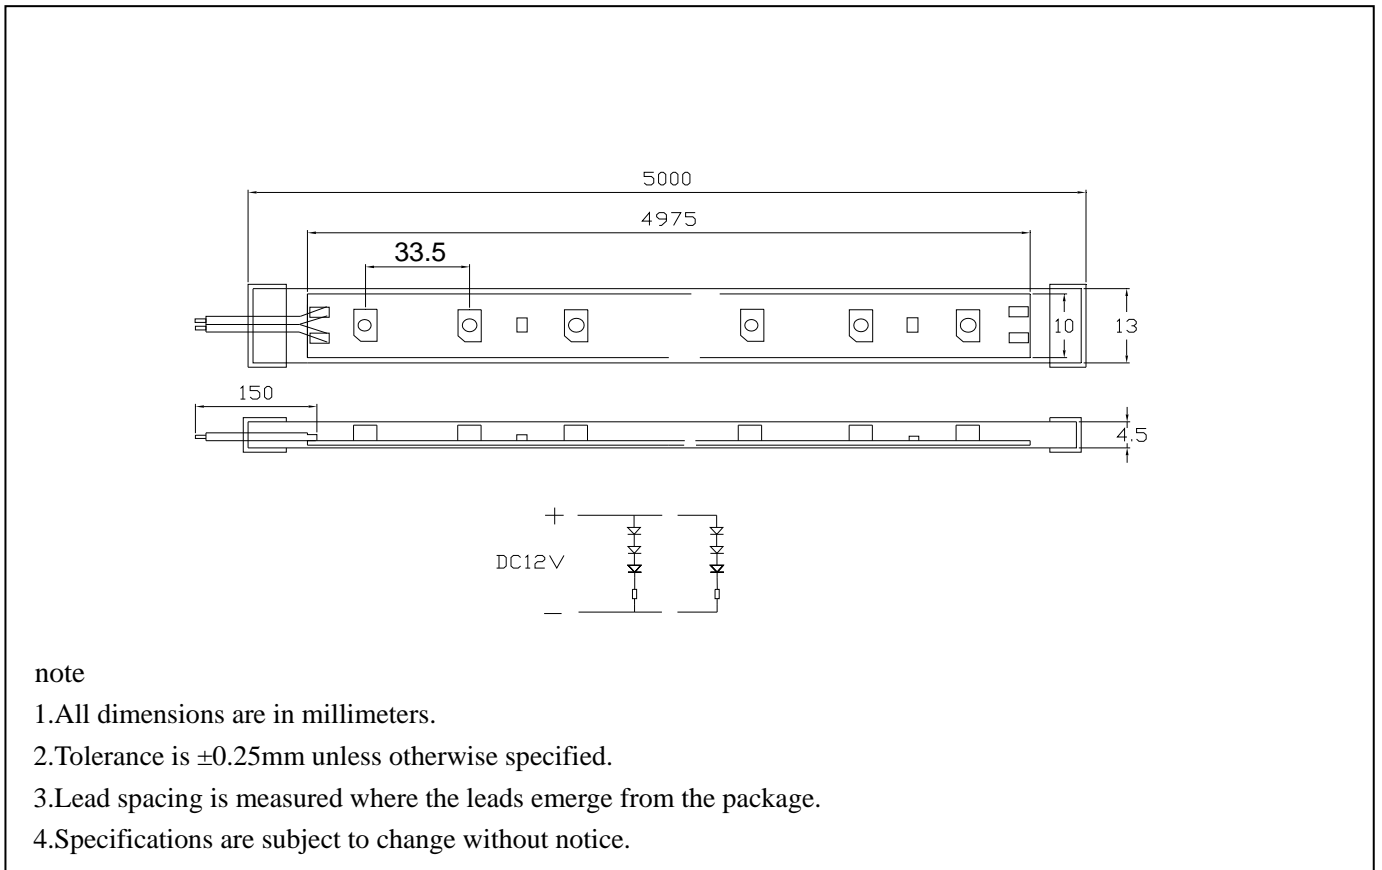 5000
4975
33.5
10
13
150
4.5
+
DC12V
—
note
1.All dimensions are in millimeters.
2.Tolerance is ±0.25mm unless otherwise specified.
3.Lead spacing is measured where the leads emerge from the package.
4.Specifications are subject to change without notice.